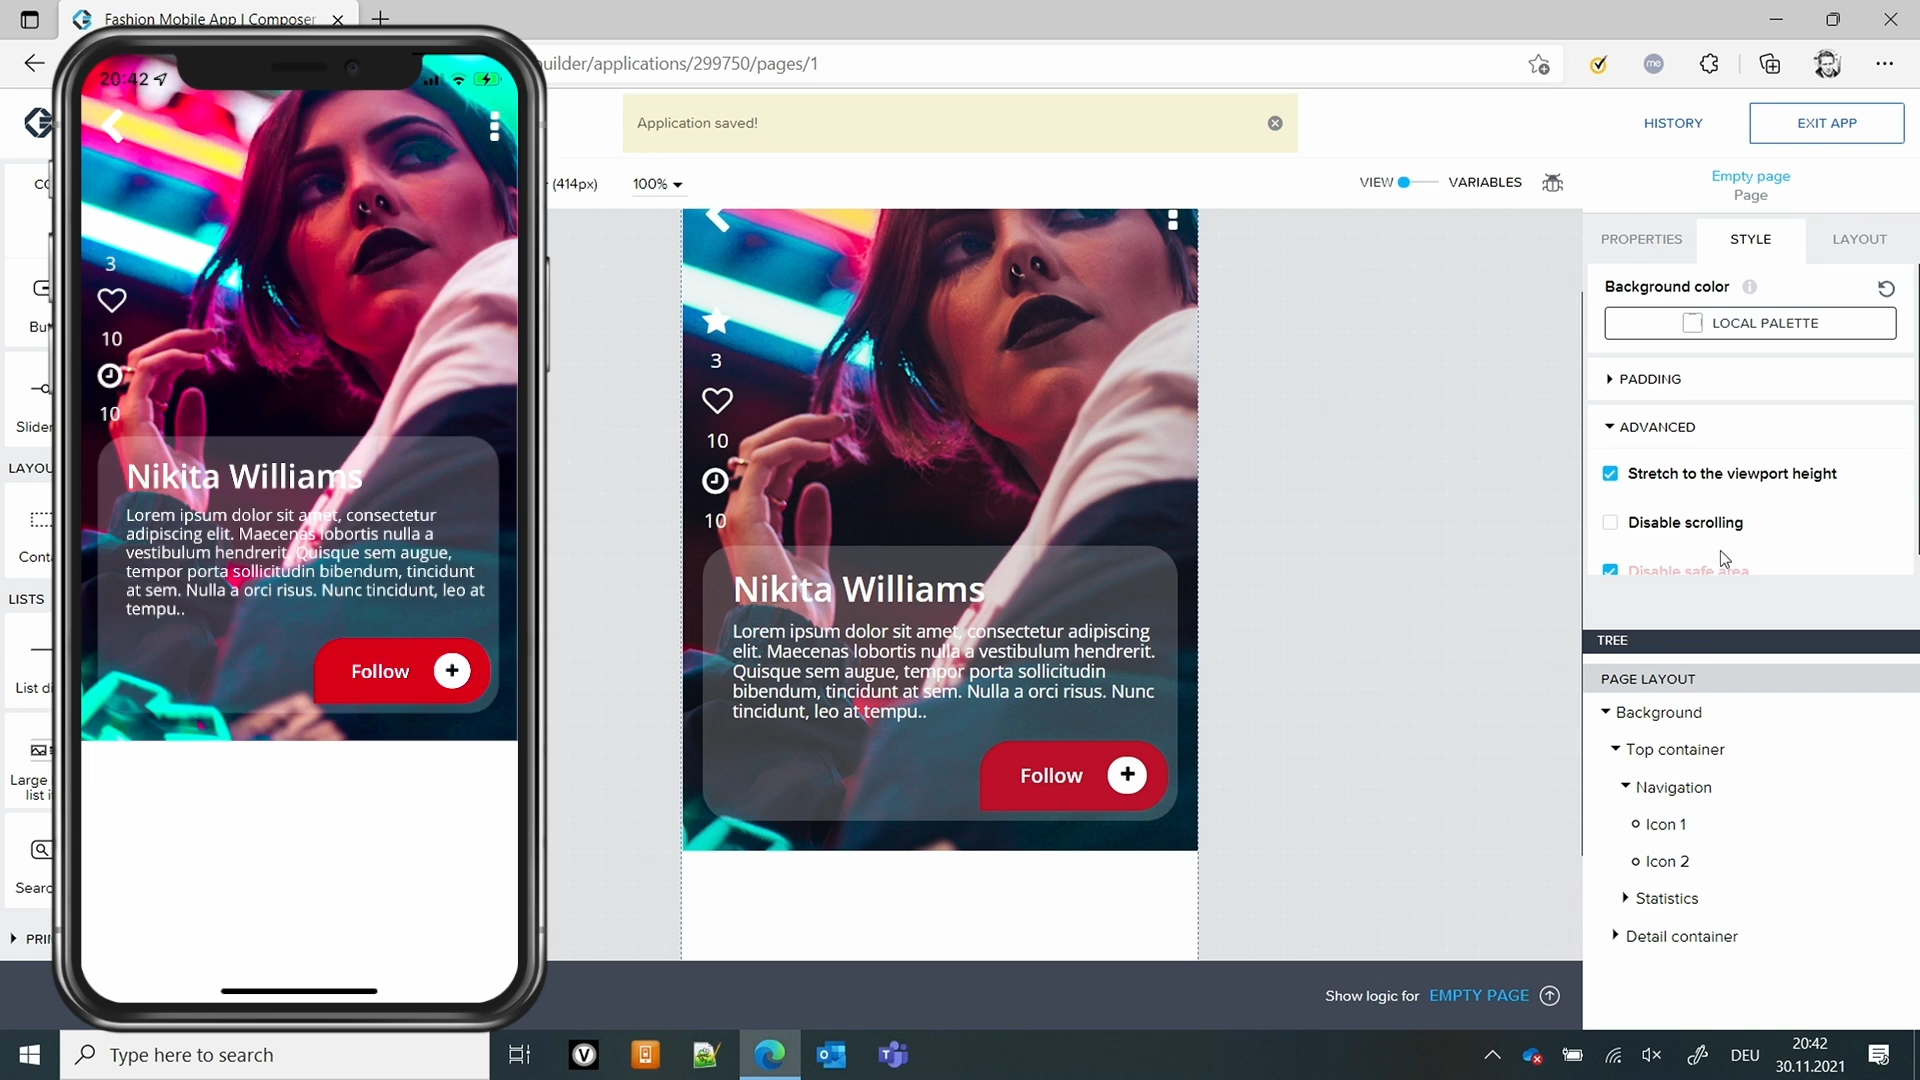 Fashion Mobile App | Composer
uilder/applications/299750/pages/1
20:42
Application saved!
HISTORY
EXIT APP
(414px)
100%
VIEW
VARIABLES
Empty page
Page
PROPERTIES
STYLE
LAYOUT
Background color
LOCAL PALETTE
PADDING
ADVANCED
Stretch to the viewport height
Disable scrolling
Disable safe area
TREE
PAGE LAYOUT
Background
Top container
Navigation
Icon 1
Icon 2
Statistics
Detail container
CO
Bu
Slider
LAYOU
Conta
LISTS
List di
Large
list i
Searc
PRI
3
10
10
Nikita Williams
Lorem ipsum dolor sit amet, consectetur
adipiscing elit. Maecenas lobortis nulla a
vestibulum hendrerit. Quisque sem augue,
tempor porta sollicitudin bibendum, tincidunt
at sem. Nulla a orci risus. Nunc tincidunt, leo at
tempu..
Follow
3
10
10
Nikita Williams
Lorem ipsum dolor sit amet, consectetur adipiscing
elit. Maecenas lobortis nulla a vestibulum hendrerit.
Quisque sem augue, tempor porta sollicitudin
bibendum, tincidunt at sem. Nulla a orci risus. Nunc
tincidunt, leo at tempu..
Follow
Show logic for EMPTY PAGE
Type here to search
DEU
20:42
30.11.2021